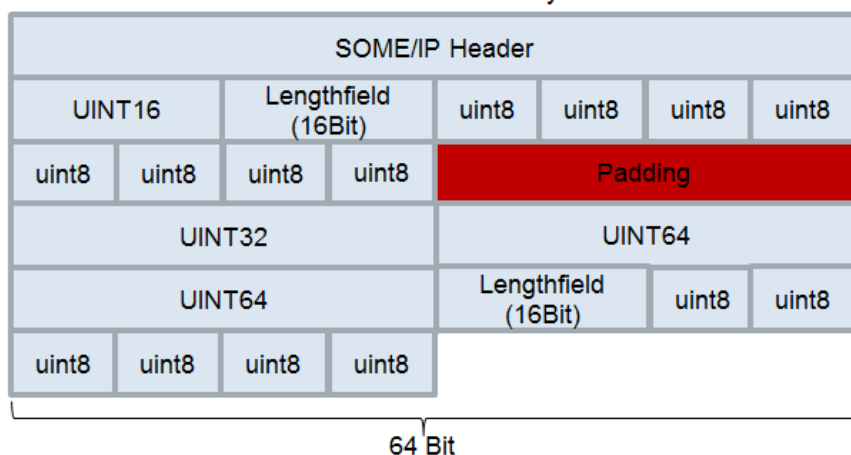 SOME/IP Header
UINT16 Lengthfield (16Bit) uint8 uint8 uint8 uint8
uint8 uint8 uint8 uint8 Padding
UINT32 UINT64
UINT64 Lengthfield (16Bit) uint8 uint8
uint8 uint8 uint8 uint8
64 Bit